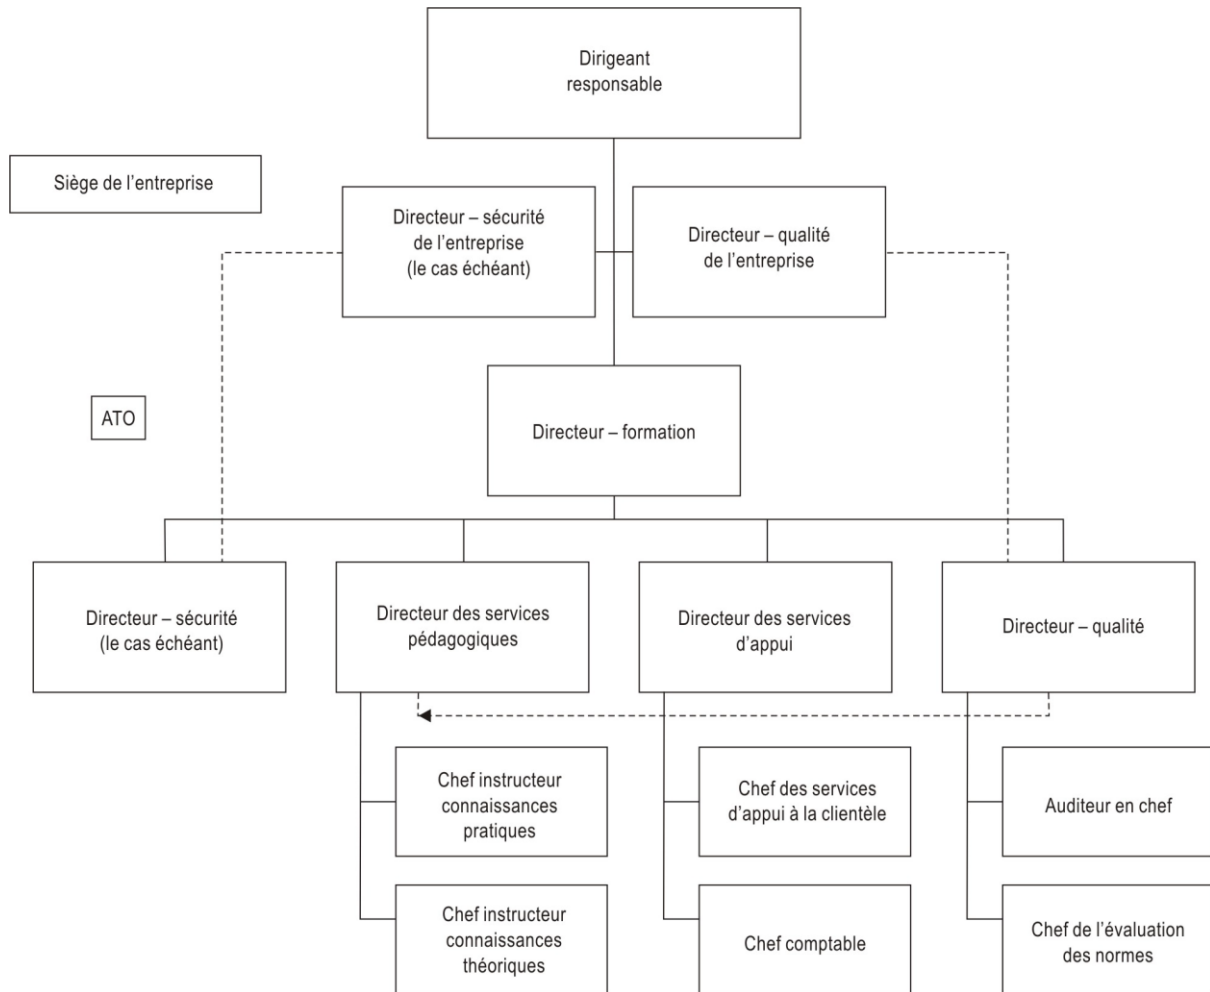 Dirigeant
responsable
Siège de l’entreprise
Directeur – sécurité
de l’entreprise
(le cas échéant)
Directeur – qualité
de l’entreprise
ATO
Directeur – formation
Directeur – sécurité
(le cas échéant)
Directeur des services
pédagogiques
Directeur des services
d’appui
Directeur – qualité
Chef instructeur
connaissances
pratiques
Chef des services
d’appui à la clientèle
Auditeur en chef
Chef instructeur
connaissances
théoriques
Chef comptable
Chef de l’évaluation
des normes